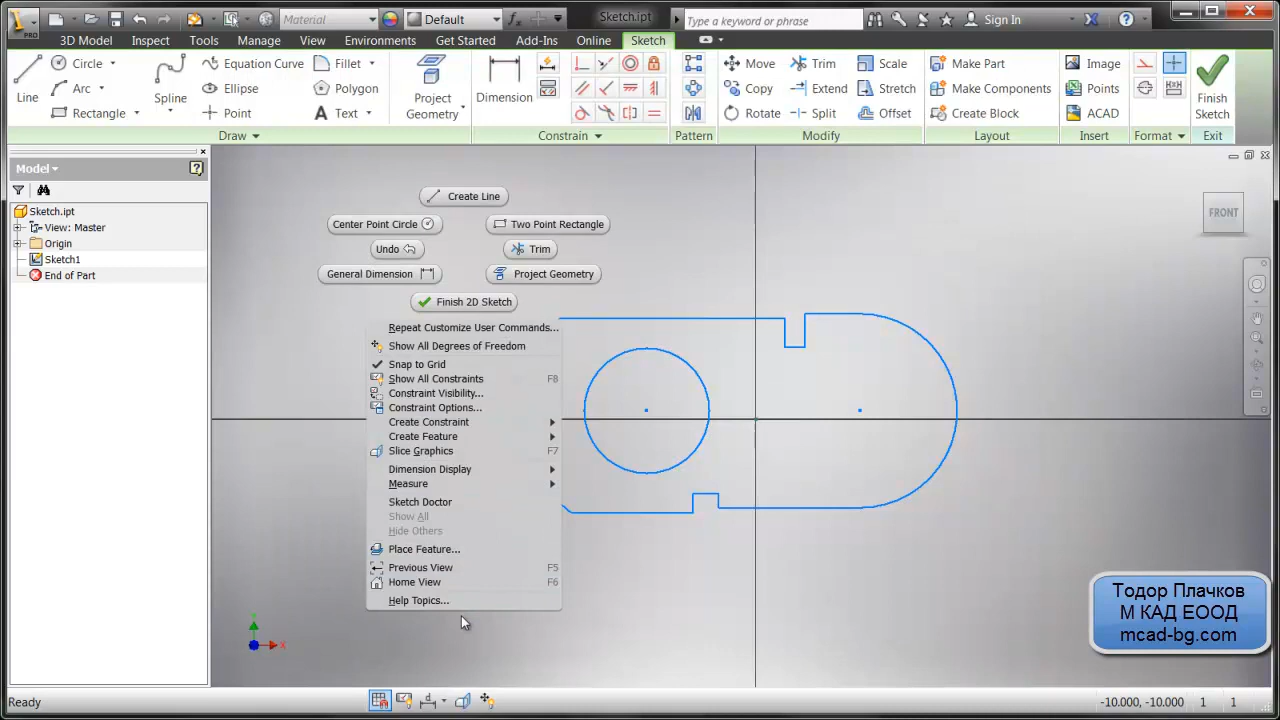 PRO
Material
Default
Sketch.ipt
Type a keyword or phrase
Sign In
3D Model
Inspect
Tools
Manage
View
Environments
Get Started
Add-Ins
Online
Sketch
Line
Circle
Arc
Rectangle
Spline
Equation Curve
Ellipse
Point
Fillet
Polygon
Text
Project Geometry
Dimension
Move
Copy
Rotate
Trim
Extend
Split
Scale
Stretch
Offset
Make Part
Make Components
Create Block
Image
Points
ACAD
Finish Sketch
Draw
Constrain
Pattern
Modify
Layout
Insert
Format
Exit
Model
Sketch.ipt
View: Master
Origin
Sketch1
End of Part
Create Line
Center Point Circle
Two Point Rectangle
Undo
Trim
General Dimension
Project Geometry
Finish 2D Sketch
Repeat Customize User Commands...
Show All Degrees of Freedom
Snap to Grid
Show All Constraints F8
Constraint Visibility...
Constraint Options...
Create Constraint
Create Feature
Slice Graphics F7
Dimension Display
Measure
Sketch Doctor
Show All
Hide Others
Place Feature...
Previous View F5
Home View F6
Help Topics...
FRONT
X
Тодор Плачков
М КАД ЕООД
mcad-bg.com
Ready
-10.000, -10.000 1 1